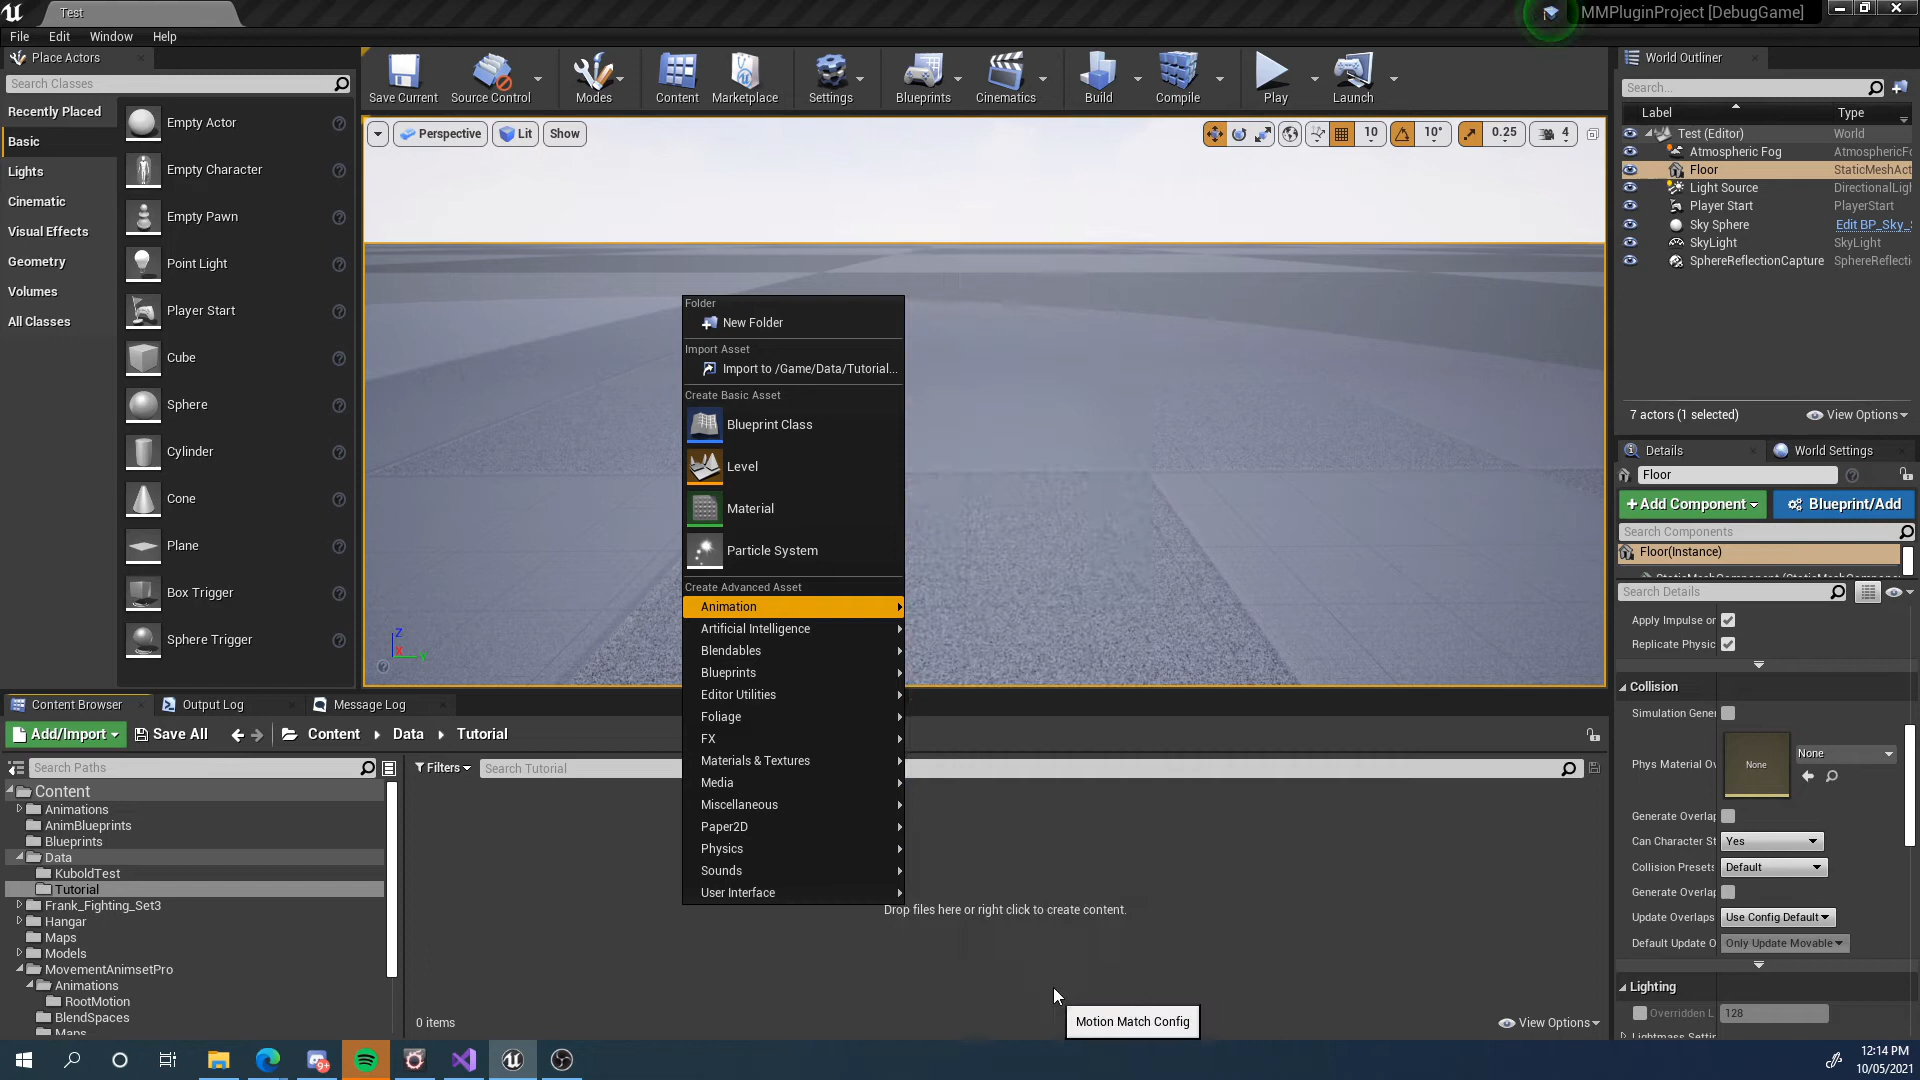 Test
MMPluginProject [DebugGame]
File Edit Window Help
Place Actors
Search Classes
Recently Placed
Basic
Lights
Cinematic
Visual Effects
Geometry
Volumes
All Classes
Empty Actor
Empty Character
Empty Pawn
Point Light
Player Start
Cube
Sphere
Cylinder
Cone
Plane
Box Trigger
Sphere Trigger
Save Current Source Control Modes Content Marketplace Settings Blueprints Cinematics Build Compile Play Launch
Perspective Lit Show
10 10° 0.25 4
Z
X
Y
Folder
New Folder
Import Asset
Import to /Game/Data/Tutorial...
Create Basic Asset
Blueprint Class
Level
Material
Particle System
Create Advanced Asset
Animation
Artificial Intelligence
Blendables
Blueprints
Editor Utilities
Foliage
FX
Materials & Textures
Media
Miscellaneous
Paper2D
Physics
Sounds
User Interface
World Outliner
Search...
Label Type
Test (Editor) World
Atmospheric Fog AtmosphericFo
Floor StaticMeshAct
Light Source DirectionalLigh
Player Start PlayerStart
Sky Sphere Edit BP_Sky_S
SkyLight SkyLight
SphereReflectionCapture SphereReflecti
7 actors (1 selected) View Options
Details World Settings
Floor
+Add Component Blueprint/Add
Search Components
Floor(Instance)
Search Details
Apply Impulse or
Replicate Physic
Collision
Simulation Gener
Phys Material Ov None None
Generate Overlap
Can Character St Yes
Collision Presets Default
Generate Overlap
Update Overlaps Use Config Default
Default Update O Only Update Movable
Lighting
Overridden L 128
Content Browser Output Log Message Log
Add/Import Save All Content Data Tutorial
Search Paths
Filters Search Tutorial
Content
Animations
AnimBlueprints
Blueprints
Data
KuboldTest
Tutorial
Frank_Fighting_Set3
Hangar
Maps
Models
MovementAnimsetPro
Animations
RootMotion
BlendSpaces
Maps
Drop files here or right click to create content.
0 items
Motion Match Config
View Options
9+
12:14 PM
10/05/2021